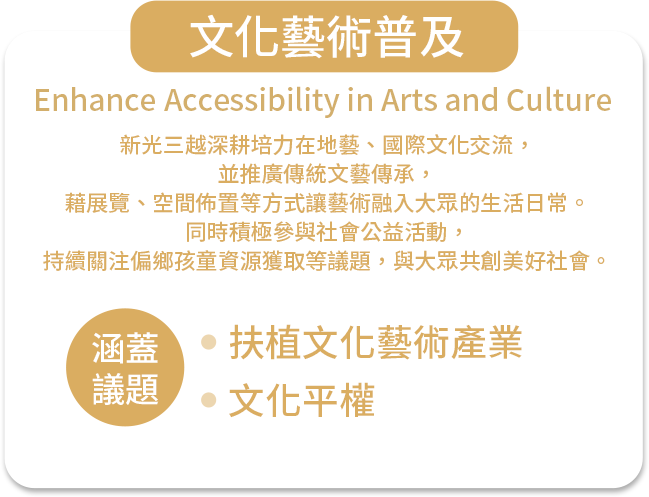 文化藝術普及
Enhance Accessibility in Arts and Culture
新光三越深耕培力在地藝、國際文化交流，
並推廣傳統文藝傳承，
藉展覽、空間佈置等方式讓藝術融入大眾的生活日常。
同時積極參與社會公益活動，
持續關注偏鄉孩童資源獲取等議題，與大眾共創美好社會。
涵蓋
議題
• 扶植文化藝術產業
• 文化平權